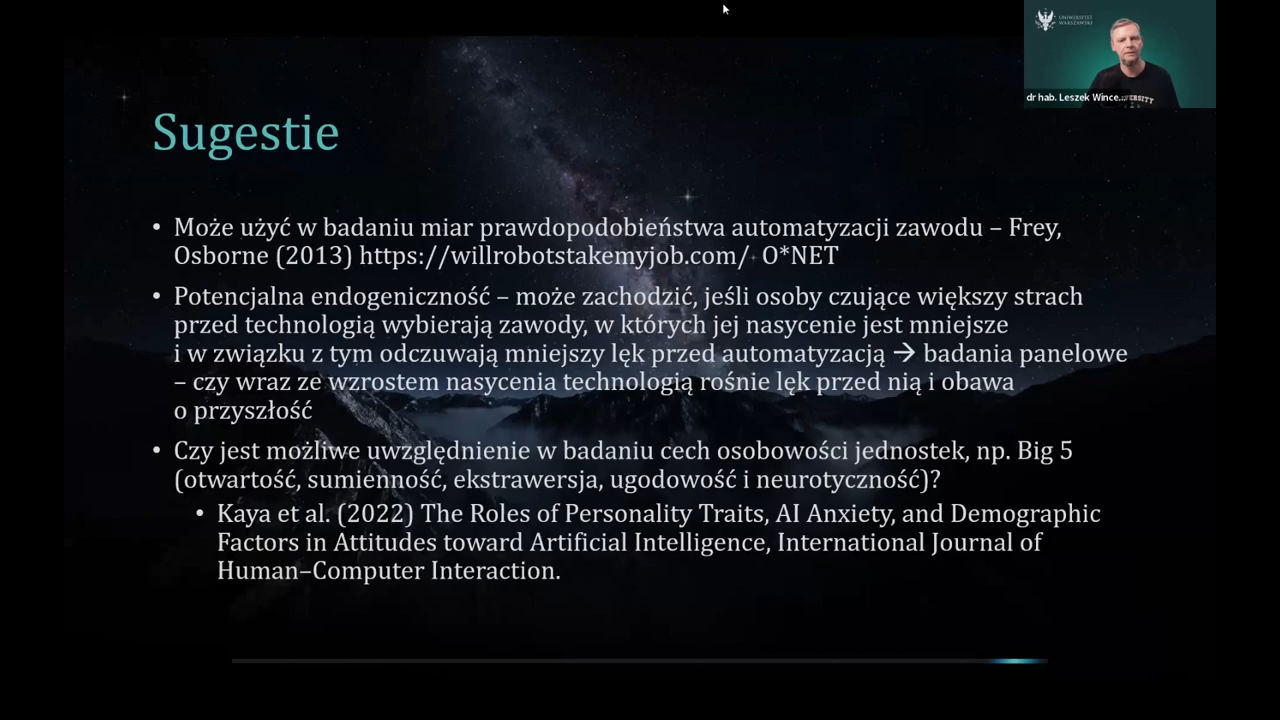 UNIWERSYTET
WARSZAWSKI
dr hab. Leszek Wince...
VERSITY
Sugestie
• Może użyć w badaniu miar prawdopodobieństwa automatyzacji zawodu – Frey,
Osborne (2013) https://willrobotstakemyjob.com/ O*NET
• Potencjalna endogeniczność – może zachodzić, jeśli osoby czujące większy strach
przed technologią wybierają zawody, w których jej nasycenie jest mniejsze
i w związku z tym odczuwają mniejszy lęk przed automatyzacją → badania panelowe
– czy wraz ze wzrostem nasycenia technologią rośnie lęk przed nią i obawa
o przyszłość
• Czy jest możliwe uwzględnienie w badaniu cech osobowości jednostek, np. Big 5
(otwartość, sumienność, ekstrawersja, ugodowość i neurotyczność)?
• Kaya et al. (2022) The Roles of Personality Traits, AI Anxiety, and Demographic
Factors in Attitudes toward Artificial Intelligence, International Journal of
Human–Computer Interaction.